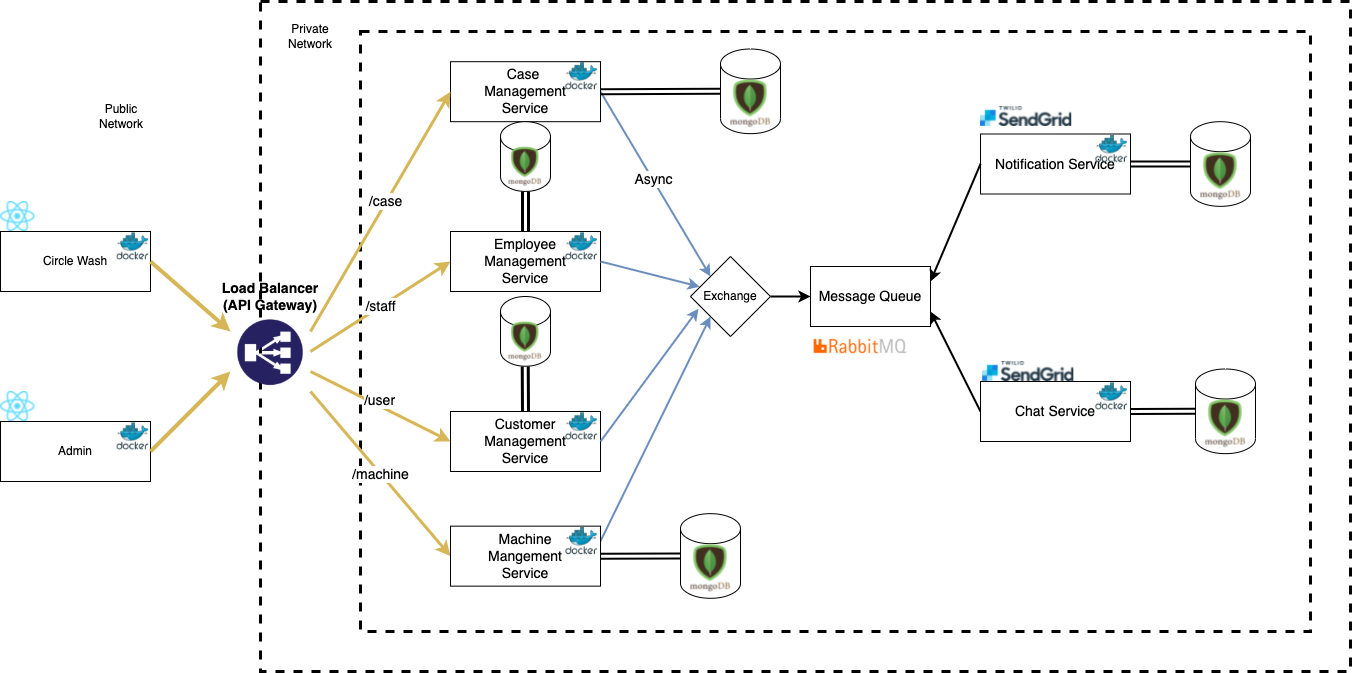 Private
Network
Public
Network
Case
Management
Service
docker
mongoDB
mongoDB
Async
/case
TWILIO
SendGrid
Notification Service
docker
mongoDB
Circle Wash
docker
Employee
Management
Service
docker
Load Balancer
(API Gateway)
/staff
Exchange
Message Queue
RabbitMQ
mongoDB
/user
Admin
docker
Customer
Management
Service
docker
TWILIO
SendGrid
Chat Service
docker
mongoDB
/machine
Machine
Mangement
Service
docker
mongoDB